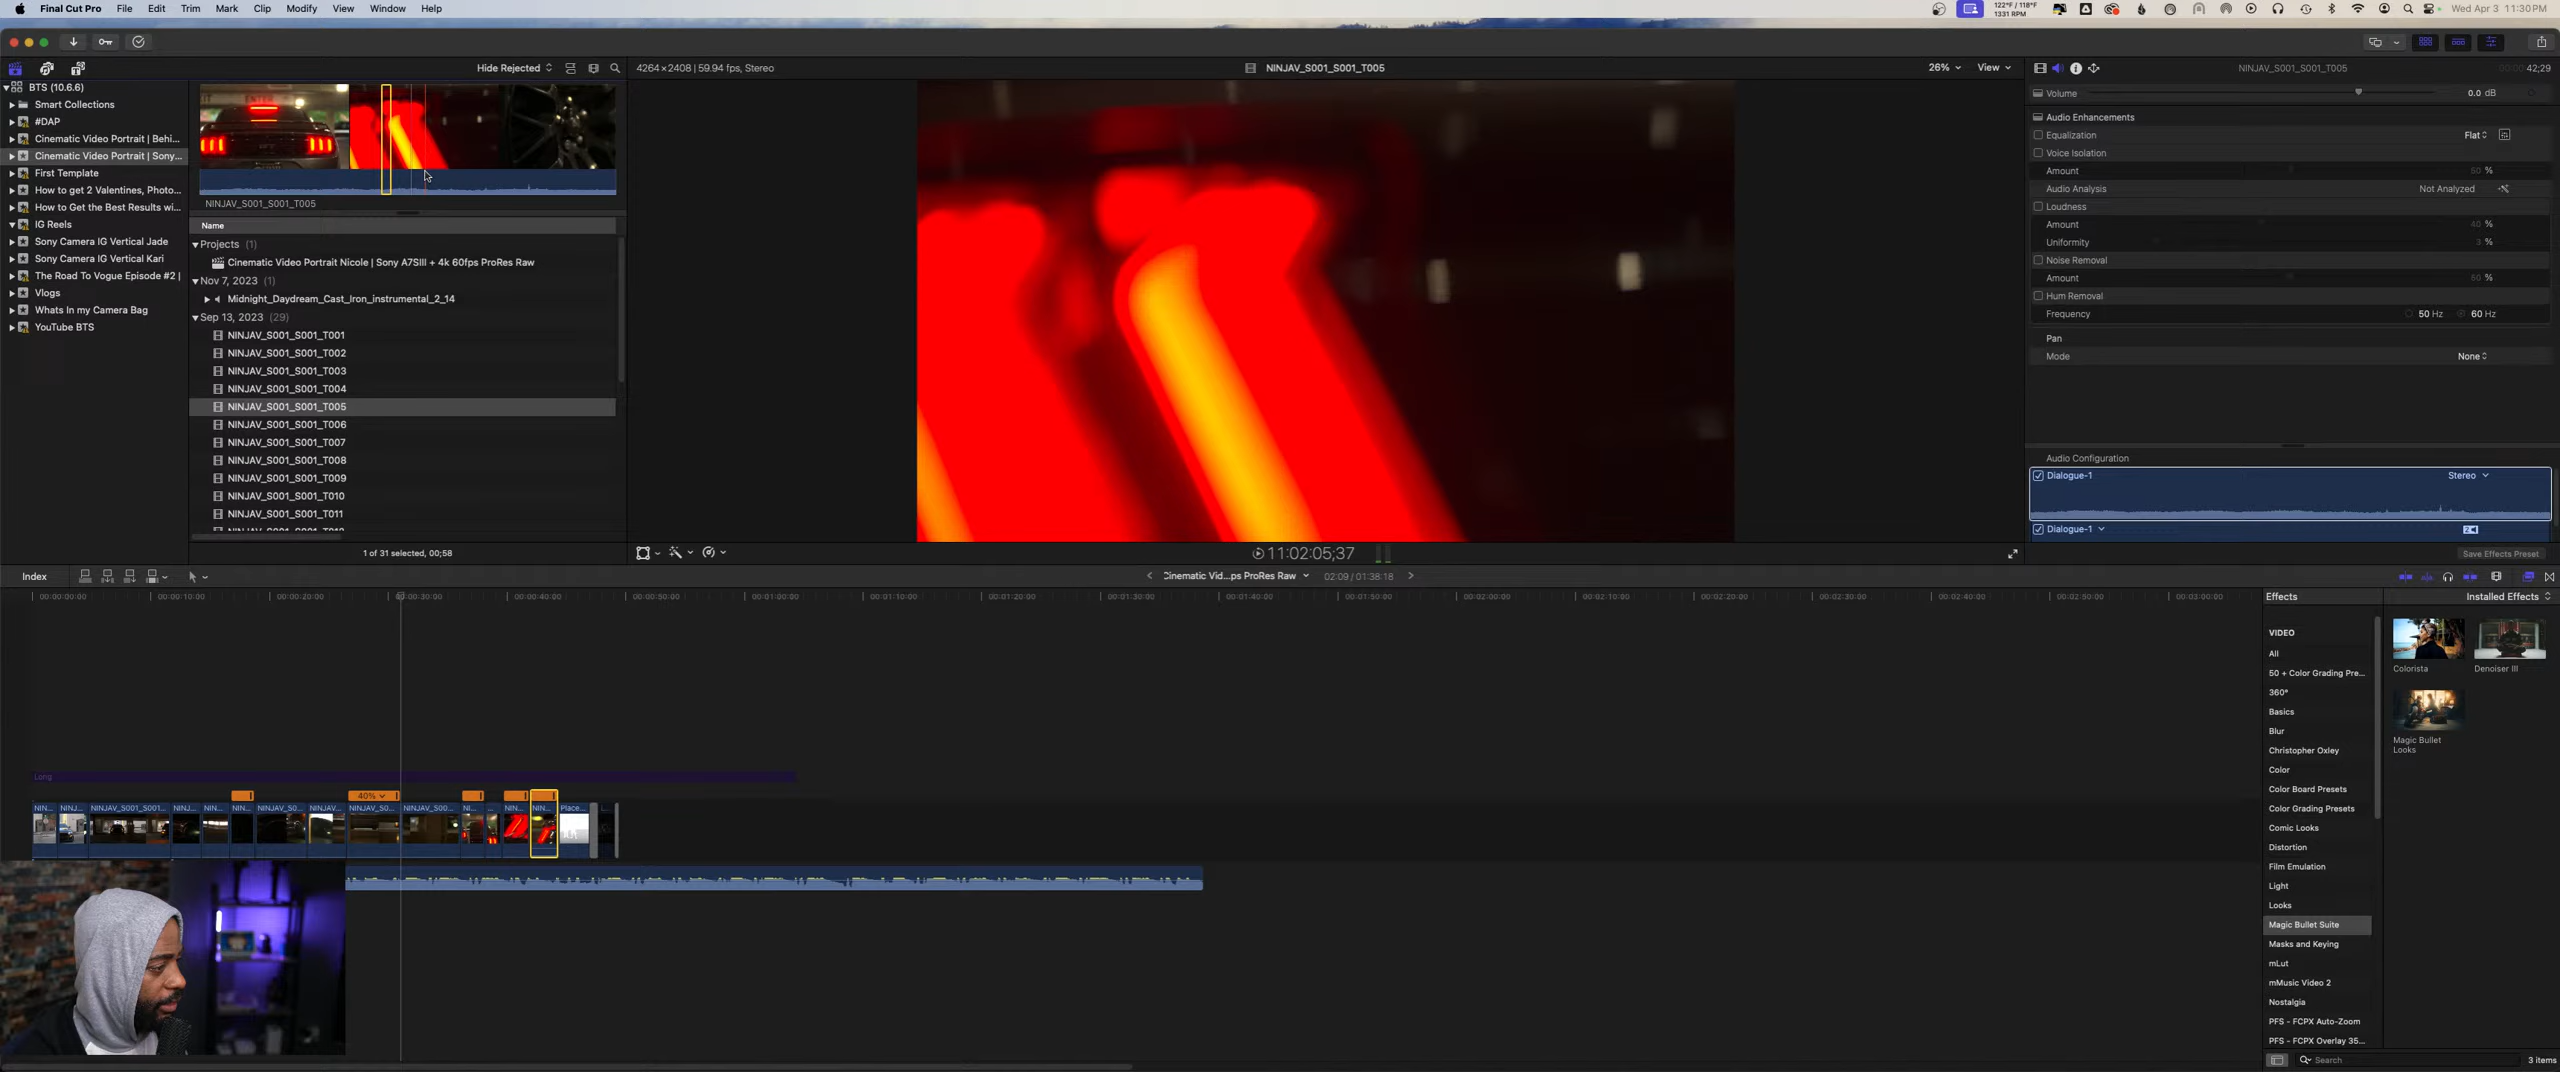 Final Cut Pro File Edit Trim Mark Clip Modify View Window Help
122°F / 118°F
1331 RPM
Wed Apr 3 11:30 PM
Hide Rejected
4264×2408 | 59.94 fps, Stereo
NINJAV_S001_S001_T005
26% View
NINJAV_S001_S001_T005
42;29
BTS (10.6.6)
Smart Collections
#DAP
Cinematic Video Portrait | Behi...
Cinematic Video Portrait | Sony...
First Template
How to get 2 Valentines, Photo...
How to Get the Best Results wi...
IG Reels
Sony Camera IG Vertical Jade
Sony Camera IG Vertical Kari
The Road To Vogue Episode #2 |
Vlogs
Whats In my Camera Bag
YouTube BTS
NINJAV_S001_S001_T005
Name
Projects (1)
Cinematic Video Portrait Nicole | Sony A7SIII + 4k 60fps ProRes Raw
Nov 7, 2023 (1)
Midnight_Daydream_Cast_Iron_instrumental_2_14
Sep 13, 2023 (29)
NINJAV_S001_S001_T001
NINJAV_S001_S001_T002
NINJAV_S001_S001_T003
NINJAV_S001_S001_T004
NINJAV_S001_S001_T005
NINJAV_S001_S001_T006
NINJAV_S001_S001_T007
NINJAV_S001_S001_T008
NINJAV_S001_S001_T009
NINJAV_S001_S001_T010
NINJAV_S001_S001_T011
1 of 31 selected, 00;58
11:02:05;37
Volume 0.0 dB
Audio Enhancements
Equalization Flat
Voice Isolation
Amount 50 %
Audio Analysis Not Analyzed
Loudness
Amount 40 %
Uniformity 3 %
Noise Removal
Amount 50 %
Hum Removal
Frequency 50 Hz 60 Hz
Pan
Mode None
Audio Configuration
Dialogue-1 Stereo
Dialogue-1
Save Effects Preset
Index
Cinematic Vid...ps ProRes Raw 02:09 / 01:38:18
00:00:00:00 00:00:10:00 00:00:20:00 00:00:30:00 00:00:40:00 00:00:50:00 00:01:00:00 00:01:10:00 00:01:20:00 00:01:30:00 00:01:40:00 00:01:50:00 00:02:00:00 00:02:10:00 00:02:20:00 00:02:30:00 00:02:40:00 00:02:50:00 00:03:00:00
Long
40%
NIN... NINJ... NINJAV_S001_S001... NINJ... NIN... NIN... NINJAV_S0... NINJAV... NINJAV_S0... NINJAV_S00... NI... ... NIN... NIN... Place...
Effects Installed Effects
VIDEO
All
50 + Color Grading Pre...
360°
Basics
Blur
Christopher Oxley
Color
Color Board Presets
Color Grading Presets
Comic Looks
Distortion
Film Emulation
Light
Looks
Magic Bullet Suite
Masks and Keying
mLut
mMusic Video 2
Nostalgia
PFS - FCPX Auto-Zoom
PFS - FCPX Overlay 35...
Colorista Denoiser III
Magic Bullet
Looks
Search
3 items